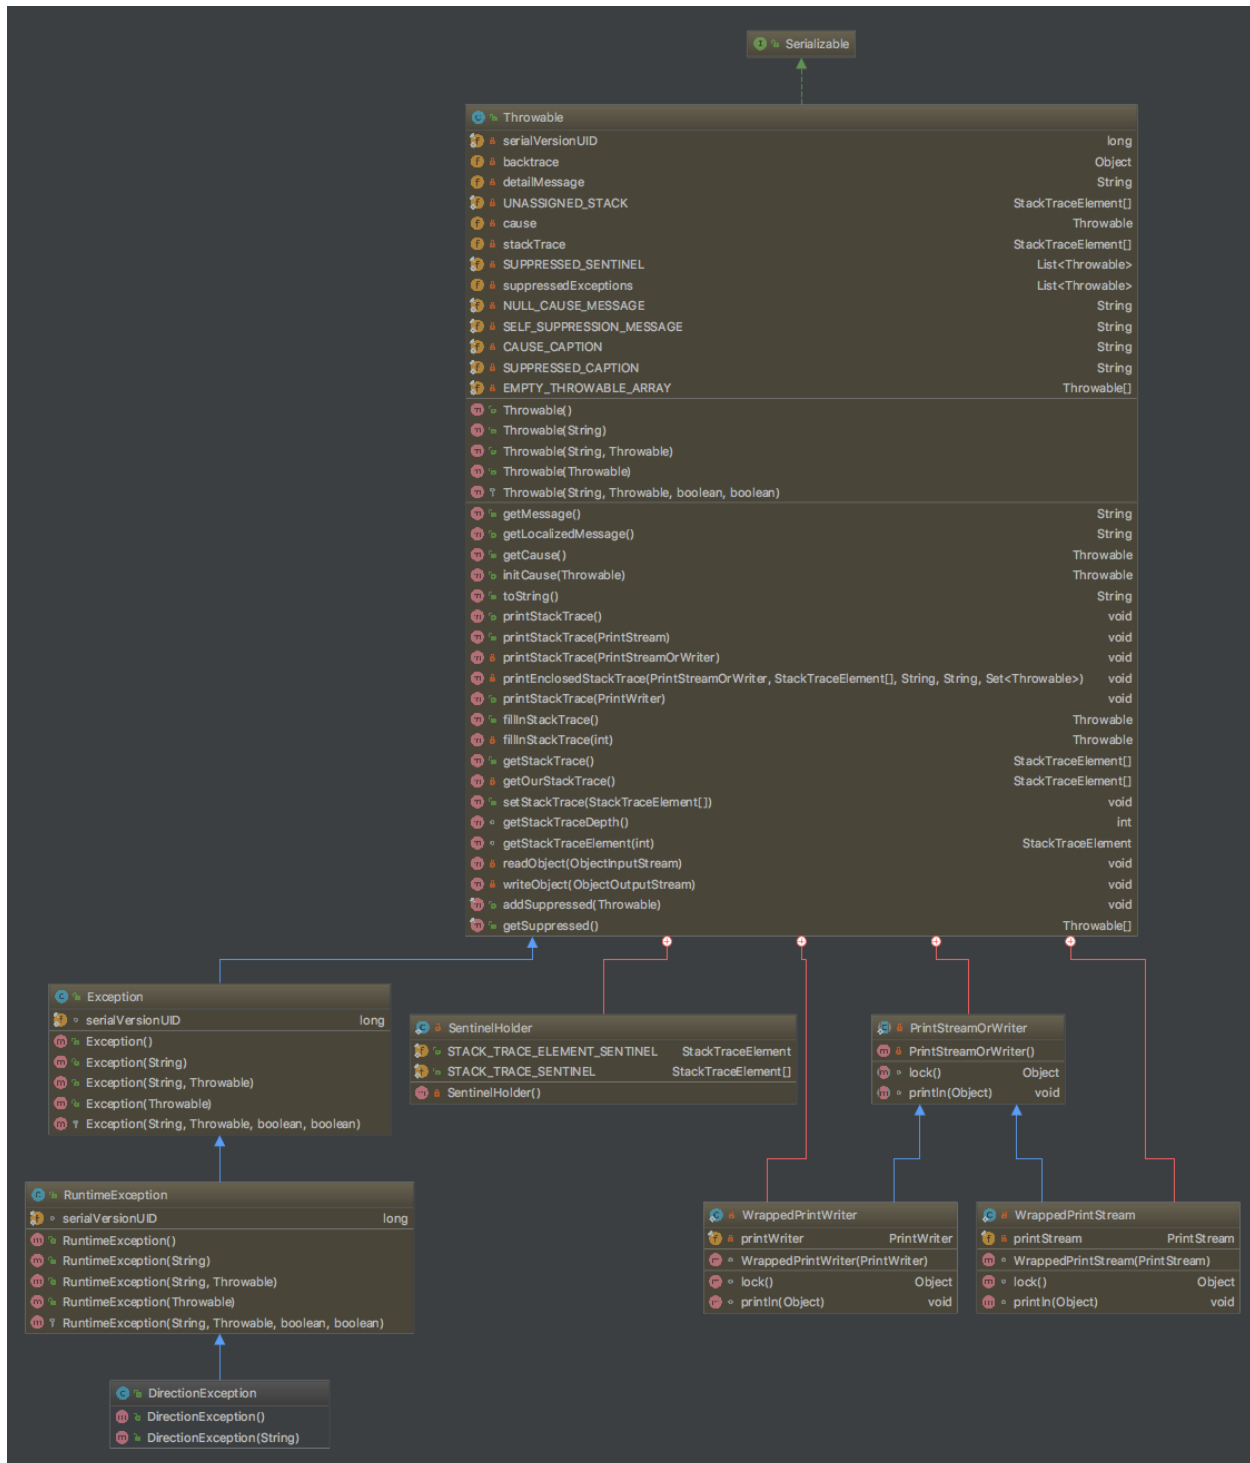 Serializable
Throwable
serialVersionUID long
backtrace Object
detailMessage String
UNASSIGNED_STACK StackTraceElement[]
cause Throwable
stackTrace StackTraceElement[]
SUPPRESSED_SENTINEL List<Throwable>
suppressedExceptions List<Throwable>
NULL_CAUSE_MESSAGE String
SELF_SUPPRESSION_MESSAGE String
CAUSE_CAPTION String
SUPPRESSED_CAPTION String
EMPTY_THROWABLE_ARRAY Throwable[]
Throwable()
Throwable(String)
Throwable(String, Throwable)
Throwable(Throwable)
Throwable(String, Throwable, boolean, boolean)
getMessage() String
getLocalizedMessage() String
getCause() Throwable
initCause(Throwable) Throwable
toString() String
printStackTrace() void
printStackTrace(PrintStream) void
printStackTrace(PrintStreamOrWriter) void
printEnclosedStackTrace(PrintStreamOrWriter, StackTraceElement[], String, String, Set<Throwable>) void
printStackTrace(PrintWriter) void
fillInStackTrace() Throwable
fillInStackTrace(int) Throwable
getStackTrace() StackTraceElement[]
getOurStackTrace() StackTraceElement[]
setStackTrace(StackTraceElement[]) void
getStackTraceDepth() int
getStackTraceElement(int) StackTraceElement
readObject(ObjectInputStream) void
writeObject(ObjectOutputStream) void
addSuppressed(Throwable) void
getSuppressed() Throwable[]
Exception
serialVersionUID long
Exception()
Exception(String)
Exception(String, Throwable)
Exception(Throwable)
Exception(String, Throwable, boolean, boolean)
SentinelHolder
STACK_TRACE_ELEMENT_SENTINEL StackTraceElement
STACK_TRACE_SENTINEL StackTraceElement[]
SentinelHolder()
PrintStreamOrWriter
PrintStreamOrWriter()
lock() Object
println(Object) void
RuntimeException
serialVersionUID long
RuntimeException()
RuntimeException(String)
RuntimeException(String, Throwable)
RuntimeException(Throwable)
RuntimeException(String, Throwable, boolean, boolean)
WrappedPrintWriter
printWriter PrintWriter
WrappedPrintWriter(PrintWriter)
lock() Object
println(Object) void
WrappedPrintStream
printStream PrintStream
WrappedPrintStream(PrintStream)
lock() Object
println(Object) void
DirectionException
DirectionException()
DirectionException(String)